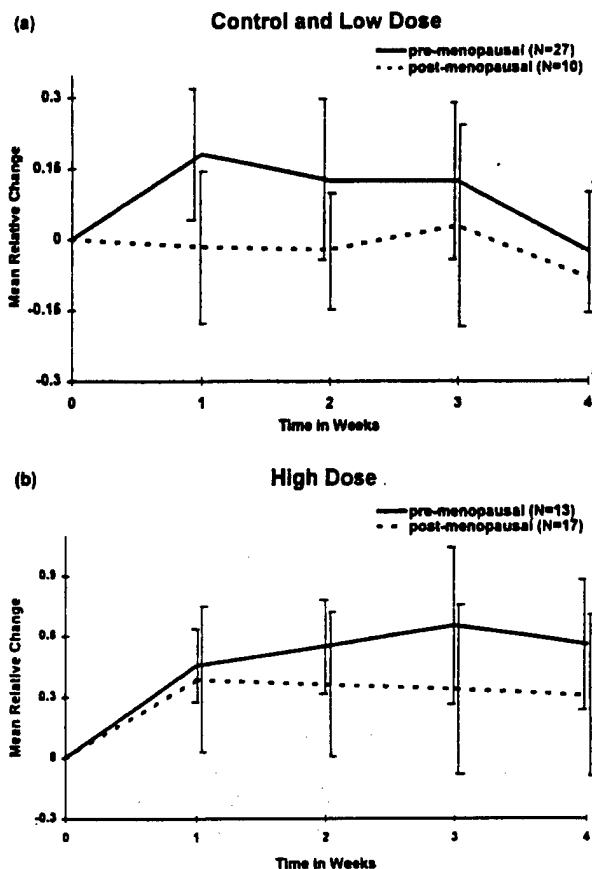 (a) Control and Low Dose
pre-menopausal (N=27)
post-menopausal (N=10)
0.3
0.15
0
-0.15
-0.3
Mean Relative Change
0 1 2 3 4
Time in Weeks
(b) High Dose
pre-menopausal (N=13)
post-menopausal (N=17)
0.9
0.6
0.3
0
-0.3
Mean Relative Change
0 1 2 3 4
Time in Weeks